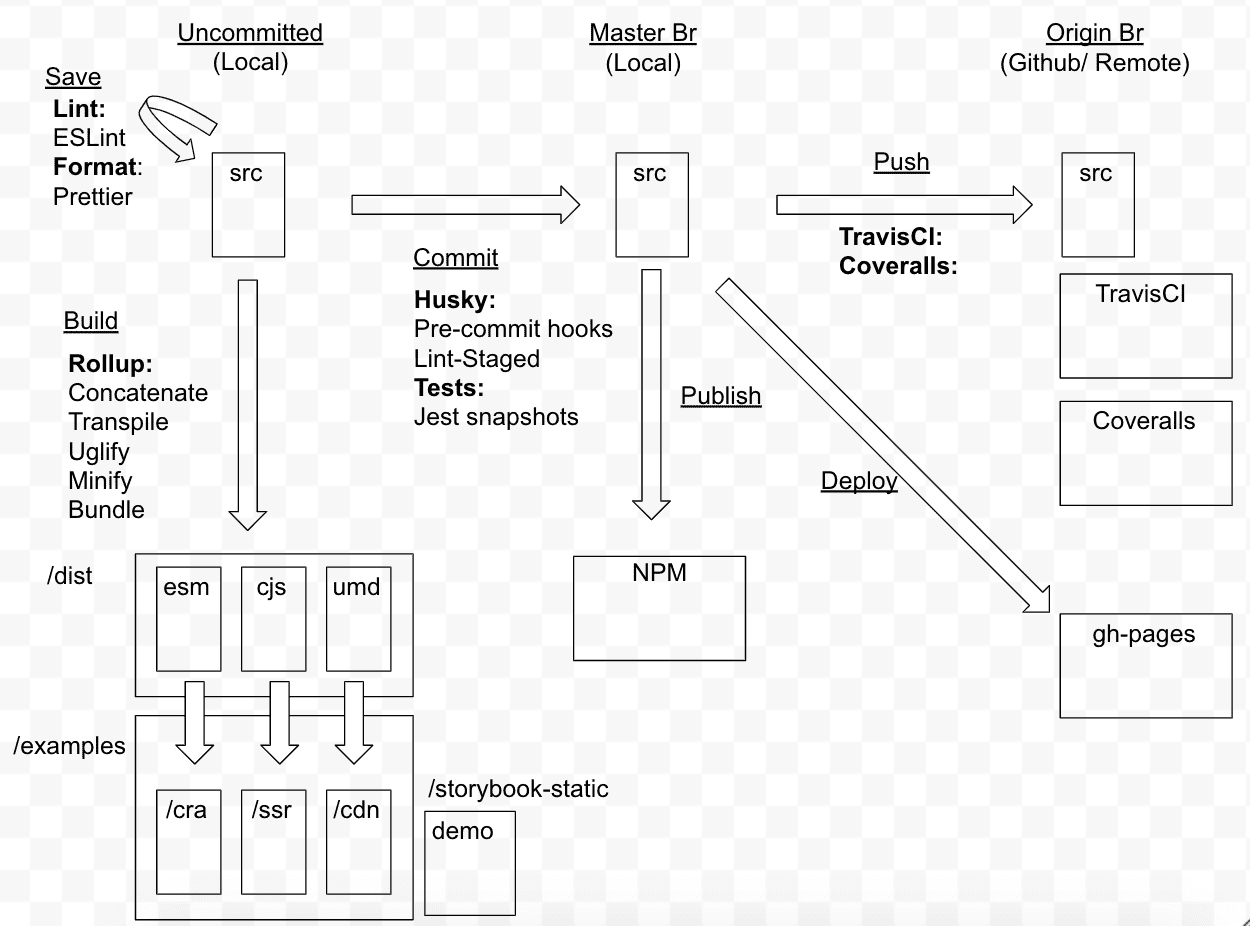 Uncommitted
(Local)
Master Br
(Local)
Origin Br
(Github/ Remote)
Save
Lint:
ESLint
Format:
Prettier
src
src
Push
src
TravisCI:
Coveralls:
Commit
Husky:
Pre-commit hooks
Lint-Staged
Tests:
Jest snapshots
TravisCI
Build
Rollup:
Concatenate
Transpile
Uglify
Minify
Bundle
Publish
Coveralls
Deploy
/dist
esm
cjs
umd
NPM
gh-pages
/examples
/cra
/ssr
/cdn
/storybook-static
demo